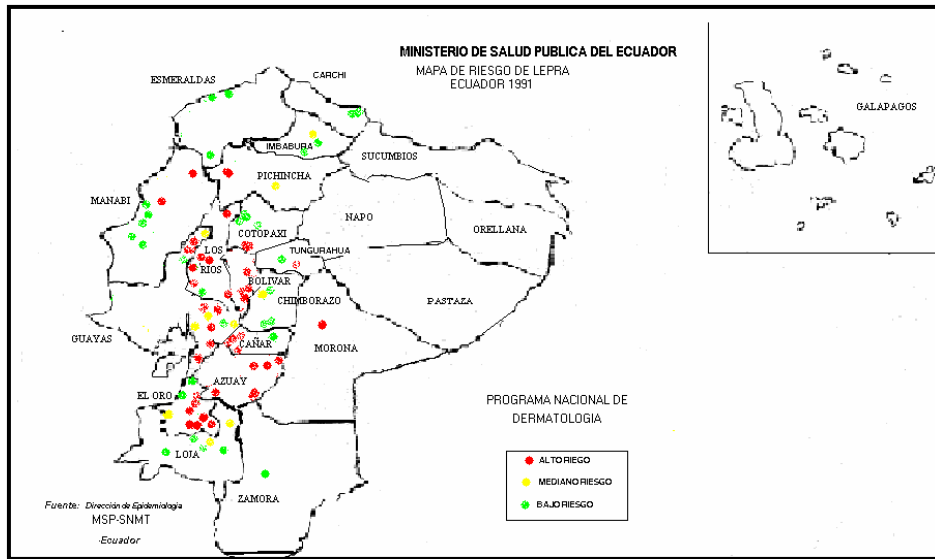 MINISTERIO DE SALUD PUBLICA DEL ECUADOR
MAPA DE RIESGO DE LEPRA
ECUADOR 1991
ESMERALDAS
CARCHI
GALAPAGOS
IMBABURA
SUCUMBIOS
PICHINCHA
MANABI
NAPO
COTOPAXI
ORELLANA
LOS
RIOS
TUNGURAHUA
BOLIVAR
CHIMBORAZO
PASTAZA
GUAYAS
CAÑAR
MORONA
AZUAY
EL ORO
PROGRAMA NACIONAL DE
DERMATOLOGIA
LOJA
ZAMORA
ALTO RIEGO
MEDIANO RIESGO
BAJO RIESGO
Fuente: Dirección de Epidemiologia
MSP-SNMT
Ecuador